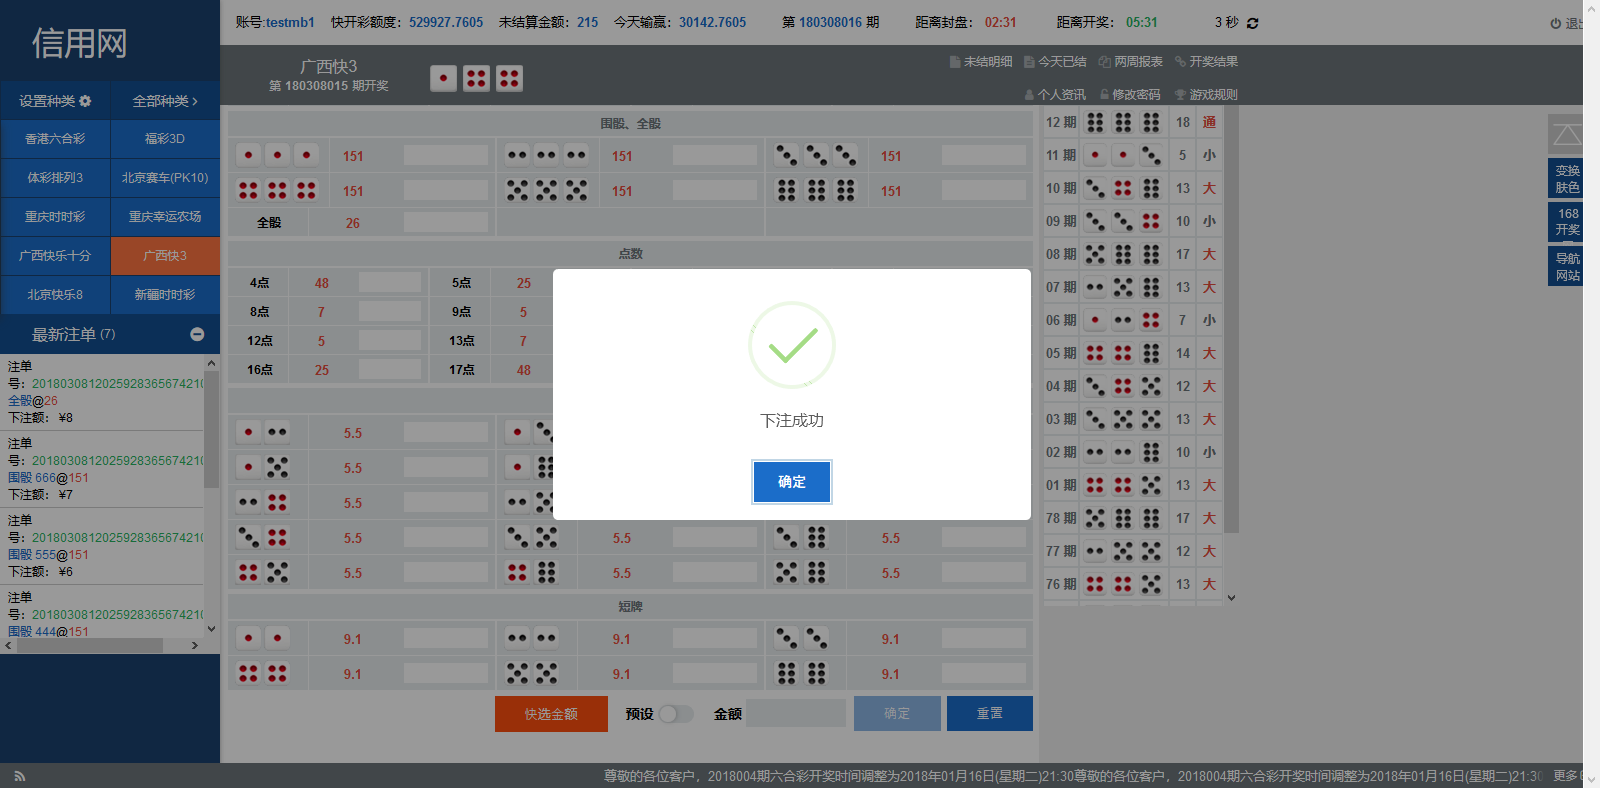 信用网
账号:testmb1 快开彩额度：529927.7605 未结算金额：215 今天输赢：30142.7605 第 180308016 期 距离封盘： 02:31 距离开奖： 05:31 3 秒
广西快3
第 180308015 期开奖
未结明细 今天已结 两周报表 开奖结果
个人资讯 修改密码 游戏规则
设置种类 全部种类
香港六合彩 福彩3D
体彩排列3 北京赛车(PK10)
重庆时时彩 重庆幸运农场
广西快乐十分 广西快3
北京快乐8 新疆时时彩
最新注单 (7)
注单
号：2018030812025928365674210
全骰@26
下注额： ¥8
注单
号：2018030812025928365674210
围骰 666@151
下注额： ¥7
注单
号：2018030812025928365674210
围骰 555@151
下注额： ¥6
注单
号：2018030812025928365674210
围骰 444@151
围骰、全骰
151 151 151
151 151 151
全骰 26
点数
4点 48 5点 25
8点 7 9点 5
12点 5 13点 7
16点 25 17点 48
5.5
5.5
5.5
5.5 5.5 5.5
5.5 5.5 5.5
短牌
9.1 9.1 9.1
9.1 9.1 9.1
快选金额 预设 金额 确定 重置
下注成功
确定
12 期 18 通
11 期 5 小
10 期 13 大
09 期 10 小
08 期 17 大
07 期 13 大
06 期 7 小
05 期 14 大
04 期 12 大
03 期 13 大
02 期 10 小
01 期 13 大
78 期 17 大
77 期 12 大
76 期 13 大
变换
肤色
168
开奖
导航
网站
尊敬的各位客户，2018004期六合彩开奖时间调整为2018年01月16日(星期二)21:30尊敬的各位客户，2018004期六合彩开奖时间调整为2018年01月16日(星期二)21:30 更多